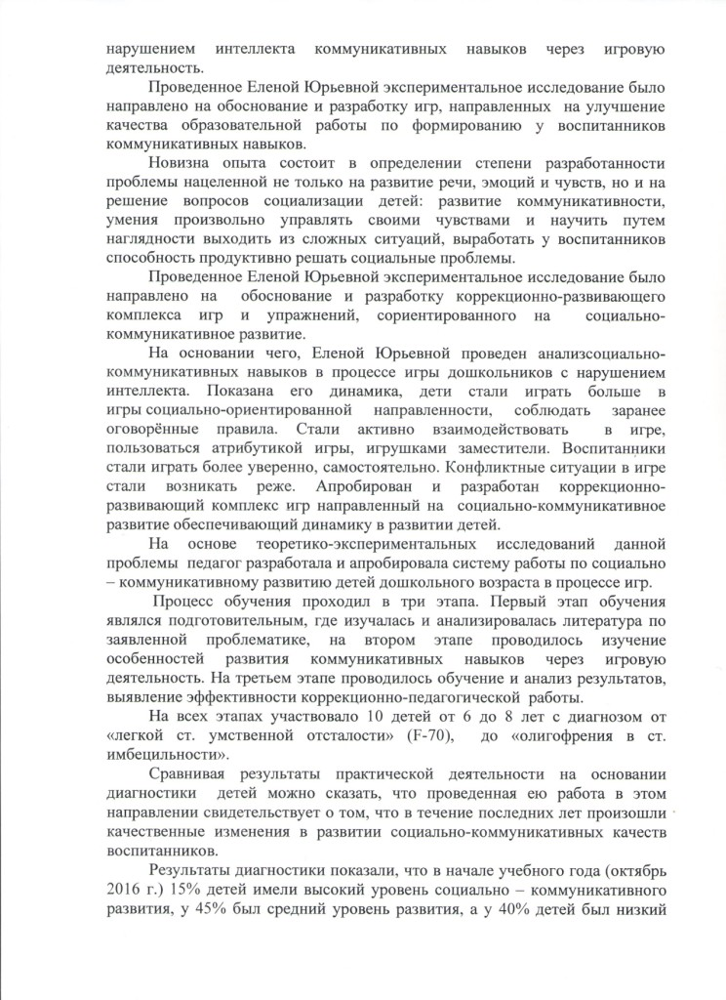 нарушением интеллекта коммуникативных навыков через игровую
деятельность.
Проведенное Еленой Юрьевной экспериментальное исследование было
направлено на обоснование и разработку игр, направленных на улучшение
качества образовательной работы по формированию у воспитанников
коммуникативных навыков.
Новизна опыта состоит в определении степени разработанности
проблемы нацеленной не только на развитие речи, эмоций и чувств, но и на
решение вопросов социализации детей: развитие коммуникативности,
умения произвольно управлять своими чувствами и научить путем
наглядности выходить из сложных ситуаций, выработать у воспитанников
способность продуктивно решать социальные проблемы.
Проведенное Еленой Юрьевной экспериментальное исследование было
направлено на обоснование и разработку коррекционно-развивающего
комплекса игр и упражнений, сориентированного на социально-
коммуникативное развитие.
На основании чего, Еленой Юрьевной проведен анализсоциально-
коммуникативных навыков в процессе игры дошкольников с нарушением
интеллекта. Показана его динамика, дети стали играть больше в
игры социально-ориентированной направленности, соблюдать заранее
оговорённые правила. Стали активно взаимодействовать в игре,
пользоваться атрибутикой игры, игрушками заместители. Воспитанники
стали играть более уверенно, самостоятельно. Конфликтные ситуации в игре
стали возникать реже. Апробирован и разработан коррекционно-
развивающий комплекс игр направленный на социально-коммуникативное
развитие обеспечивающий динамику в развитии детей.
На основе теоретико-экспериментальных исследований данной
проблемы педагог разработала и апробировала систему работы по социально
– коммуникативному развитию детей дошкольного возраста в процессе игр.
Процесс обучения проходил в три этапа. Первый этап обучения
являлся подготовительным, где изучалась и анализировалась литература по
заявленной проблематике, на втором этапе проводилось изучение
особенностей развития коммуникативных навыков через игровую
деятельность. На третьем этапе проводилось обучение и анализ результатов,
выявление эффективности коррекционно-педагогической работы.
На всех этапах участвовало 10 детей от 6 до 8 лет с диагнозом от
«легкой ст. умственной отсталости» (F-70), до «олигофрения в ст.
имбецильности».
Сравнивая результаты практической деятельности на основании
диагностики детей можно сказать, что проведенная ею работа в этом
направлении свидетельствует о том, что в течение последних лет произошли
качественные изменения в развитии социально-коммуникативных качеств
воспитанников.
Результаты диагностики показали, что в начале учебного года (октябрь
2016 г.) 15% детей имели высокий уровень социально – коммуникативного
развития, у 45% был средний уровень развития, а у 40% детей был низкий